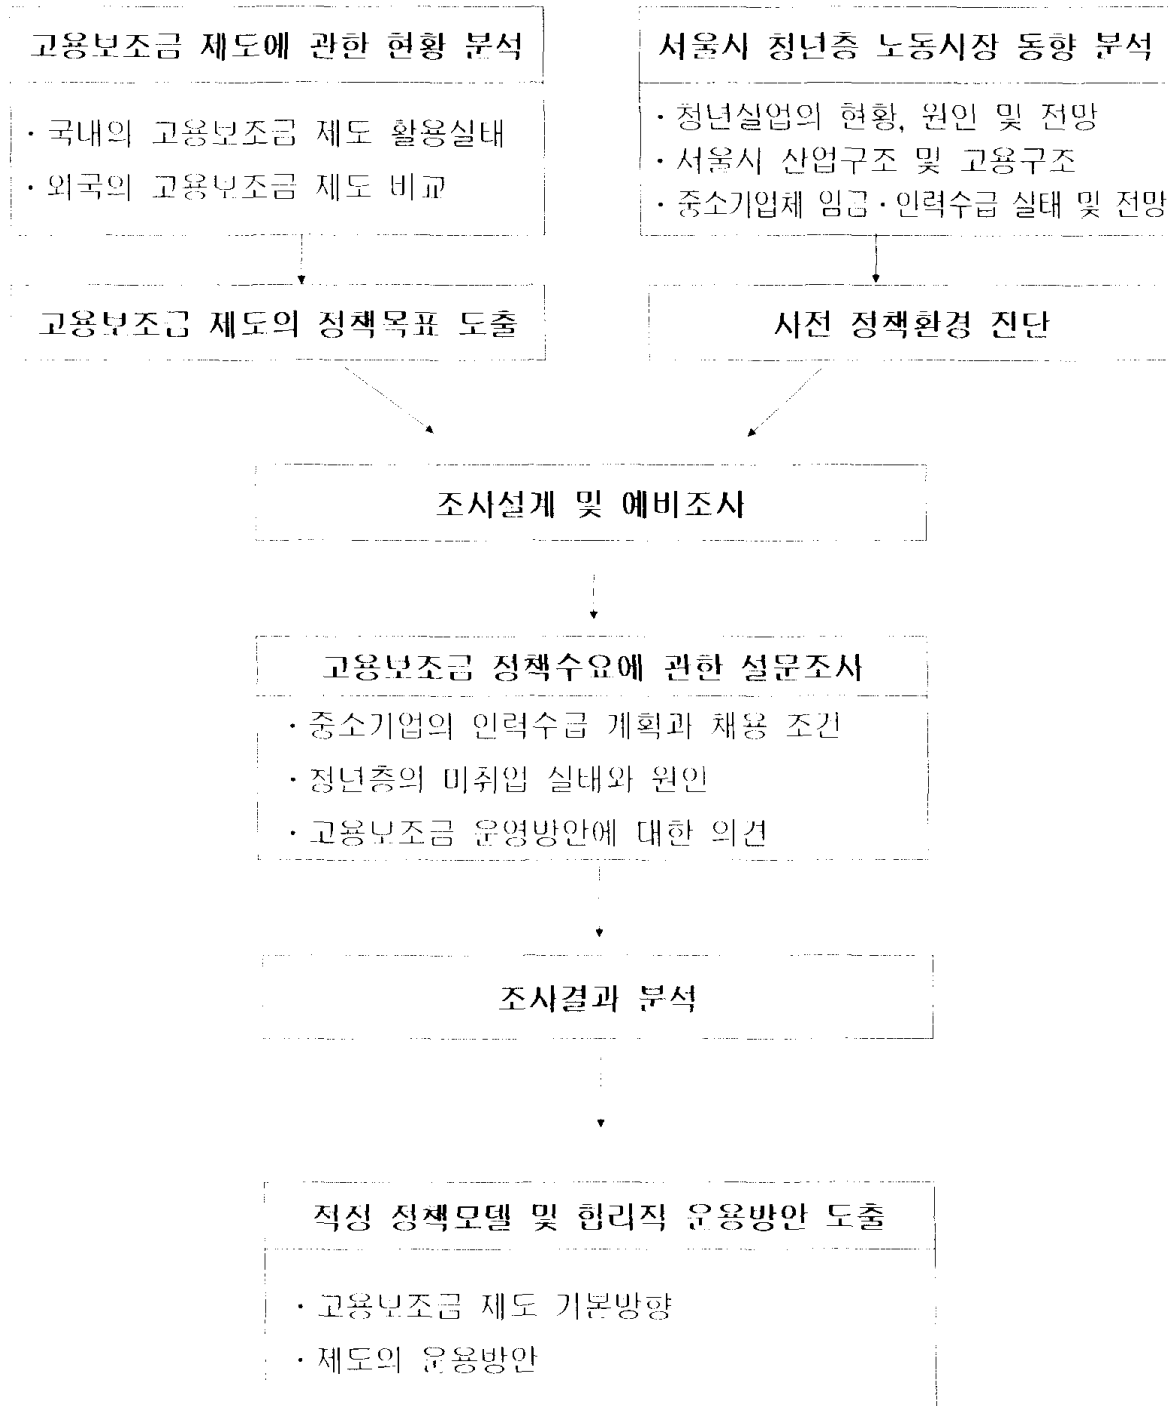 고용보조금 제도에 관한 현황 분석
· 국내의 고용보조금 제도 활용실태
· 외국의 고용보조금 제도 비교
서울시 청년층 노동시장 동향 분석
· 청년실업의 현황, 원인 및 전망
· 서울시 산업구조 및 고용구조
· 중소기업체 임금 · 인력수급 실태 및 전망
고용보조금 제도의 정책목표 도출
사전 정책환경 진단
조사설계 및 예비조사
고용보조금 정책수요에 관한 설문조사
· 중소기업의 인력수급 계획과 채용 조건
· 청년층의 미취업 실태와 원인
· 고용보조금 운영방안에 대한 의견
조사결과 분석
적정 정책모델 및 합리적 운용방안 도출
· 고용보조금 제도 기본방향
· 제도의 운용방안